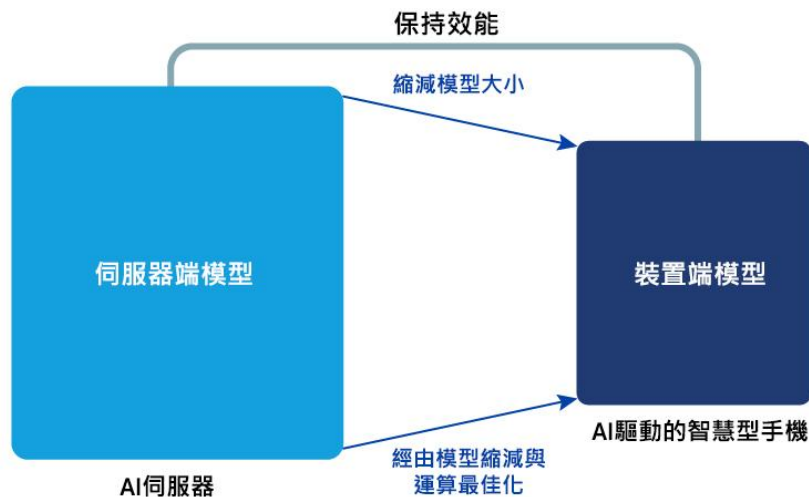 保持效能
縮減模型大小
伺服器端模型
裝置端模型
AI驅動的智慧型手機
經由模型縮減與
運算最佳化
AI伺服器